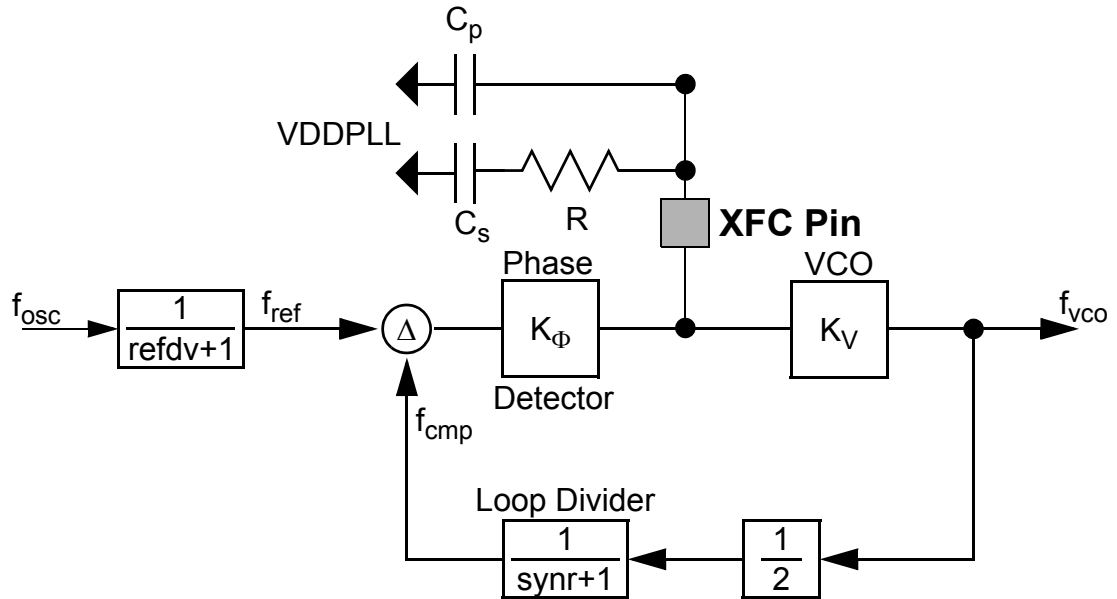 Cp
VDDPLL
Cs
R
XFC Pin
Phase
VCO
fosc
1
refdv+1
fref
Δ
KΦ
KV
fvco
Detector
fcmp
Loop Divider
1
synr+1
1
2